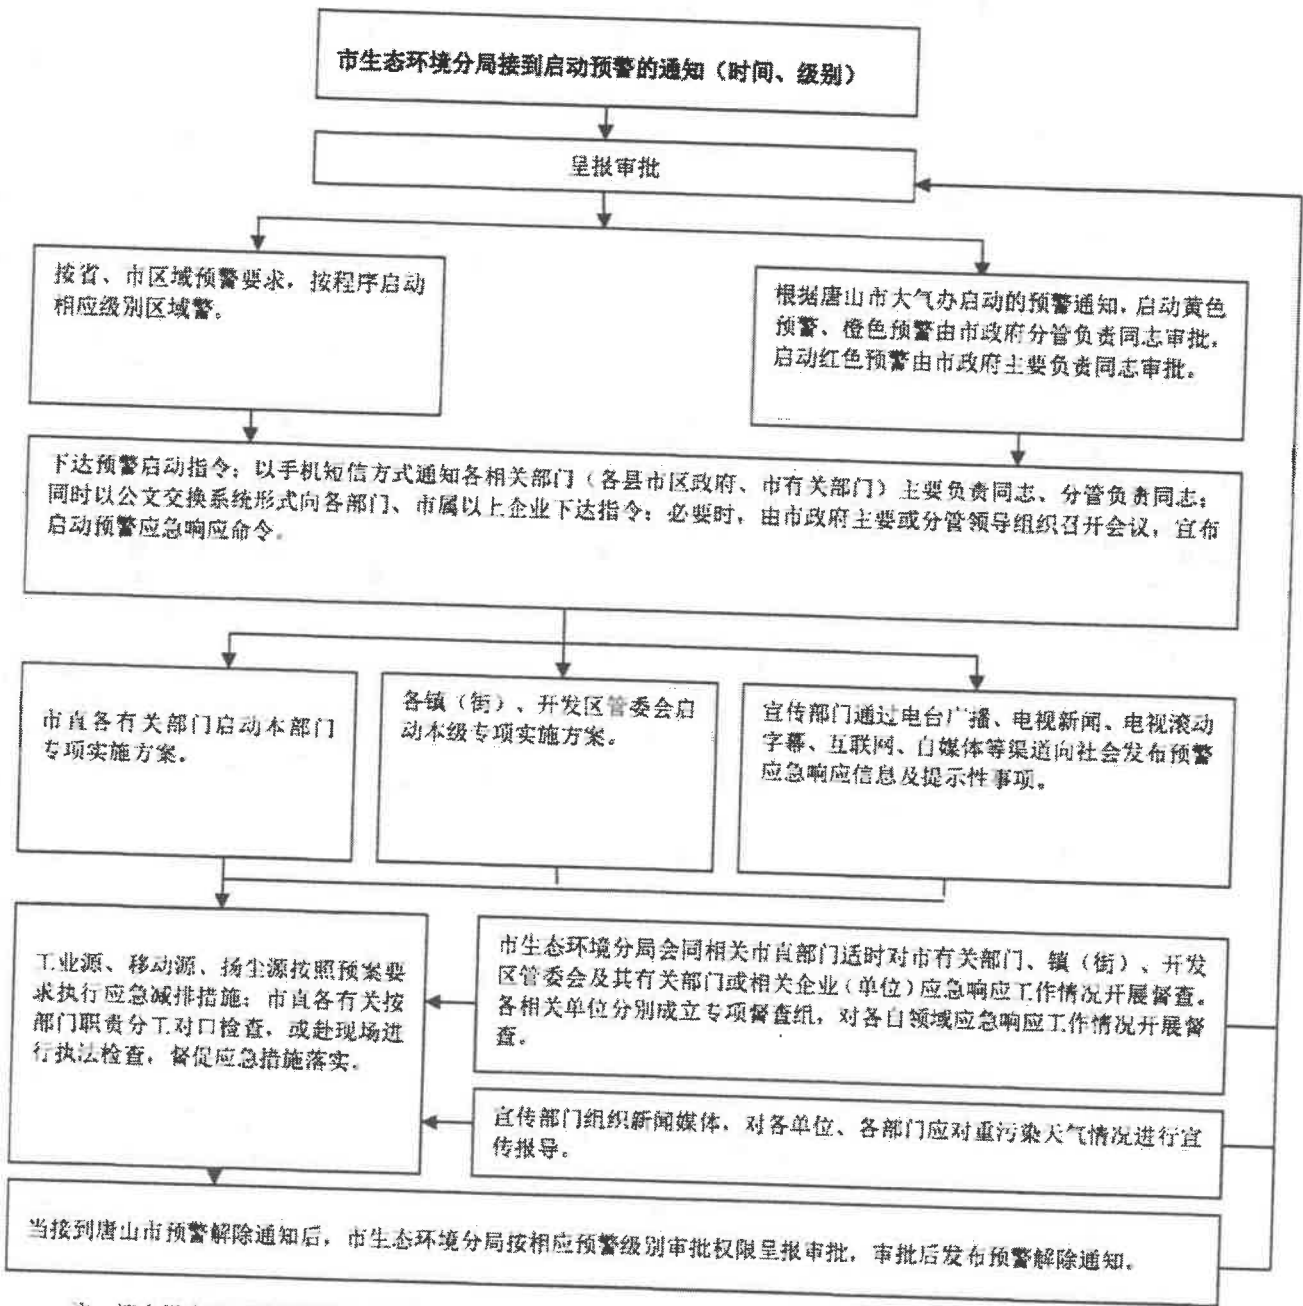 市生态环境分局接到启动预警的通知（时间、级别）
呈报审批
按省、市区域预警要求，按程序启动
相应级别区域警。
根据唐山市大气办启动的预警通知，启动黄色
预警、橙色预警由市政府分管负责同志审批，
启动红色预警由市政府主要负责同志审批。
下达预警启动指令；以手机短信方式通知各相关部门（各县市区政府、市有关部门）主要负责同志、分管负责同志；
同时以公文交换系统形式向各部门、市属以上企业下达指令；必要时，由市政府主要或分管领导组织召开会议，宣布
启动预警应急响应命令。
市直各有关部门启动本部门
专项实施方案。
各镇（街）、开发区管委会启
动本级专项实施方案。
宣传部门通过电台广播、电视新闻、电视滚动
字幕、互联网、自媒体等渠道向社会发布预警
应急响应信息及提示性事项。
工业源、移动源、扬尘源按照预案要
求执行应急减排措施；市直各有关按
部门职责分工对口检查，或赴现场进
行执法检查，督促应急措施落实。
市生态环境分局会同相关市直部门适时对市有关部门、镇（街）、开发
区管委会及其有关部门或相关企业（单位）应急响应工作情况开展督查。
各相关单位分别成立专项督查组，对各自领域应急响应工作情况开展督
查。
宣传部门组织新闻媒体，对各单位、各部门应对重污染天气情况进行宣
传报导。
当接到唐山市预警解除通知后，市生态环境分局按相应预警级别审批权限呈报审批，审批后发布预警解除通知。